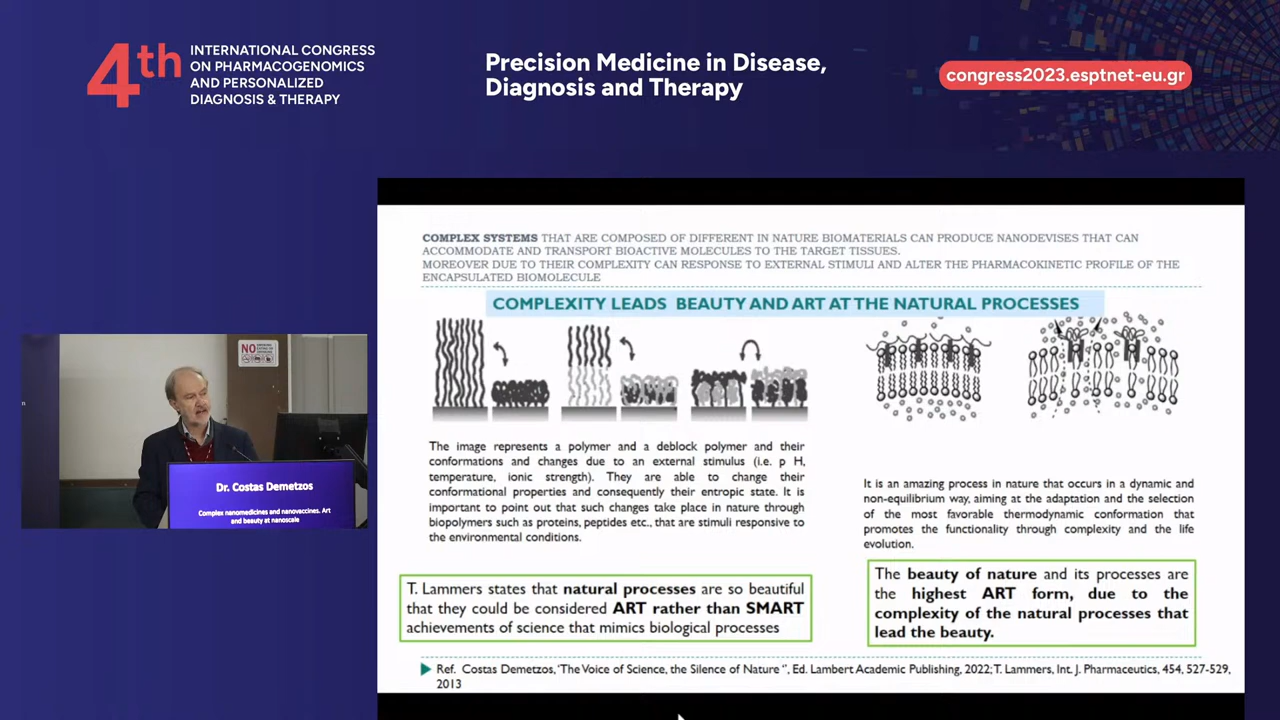 4th
INTERNATIONAL CONGRESS
ON PHARMACOGENOMICS
AND PERSONALIZED
DIAGNOSIS & THERAPY
Precision Medicine in Disease,
Diagnosis and Therapy
congress2023.esptnet-eu.gr
NO
Dr. Costas Demetzos
Complex nanomedicines and nanovaccines. Art
and beauty at nanoscale
COMPLEX SYSTEMS THAT ARE COMPOSED OF DIFFERENT IN NATURE BIOMATERIALS CAN PRODUCE NANODEVISES THAT CAN
ACCOMMODATE AND TRANSPORT BIOACTIVE MOLECULES TO THE TARGET TISSUES.
MOREOVER DUE TO THEIR COMPLEXITY CAN RESPONSE TO EXTERNAL STIMULI AND ALTER THE PHARMACOKINETIC PROFILE OF THE
ENCAPSULATED BIOMOLECULE
COMPLEXITY LEADS BEAUTY AND ART AT THE NATURAL PROCESSES
The image represents a polymer and a deblock polymer and their
conformations and changes due to an external stimulus (i.e. p H,
temperature, ionic strength). They are able to change their
conformational properties and consequently their entropic state. It is
important to point out that such changes take place in nature through
biopolymers such as proteins, peptides etc., that are stimuli responsive to
the environmental conditions.
It is an amazing process in nature that occurs in a dynamic and
non-equilibrium way, aiming at the adaptation and the selection
of the most favorable thermodynamic conformation that
promotes the functionality through complexity and the life
evolution.
T. Lammers states that natural processes are so beautiful
that they could be considered ART rather than SMART
achievements of science that mimics biological processes
The beauty of nature and its processes are
the highest ART form, due to the
complexity of the natural processes that
lead the beauty.
Ref. Costas Demetzos, 'The Voice of Science, the Silence of Nature '', Ed. Lambert Academic Publishing, 2022; T. Lammers, Int. J. Pharmaceutics, 454, 527-529,
2013